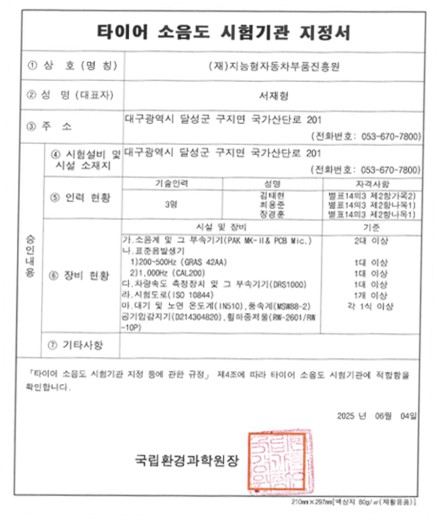 타이어 소음도 시험기관 지정서
① 상 호 (명 칭) (재)지능형자동차부품진흥원
② 성 명 (대표자) 서재형
③ 주 소 대구광역시 달성군 구지면 국가산단로 201
(전화번호: 053-670-7800)
승인내용
④ 시험설비 및 시설 소재지 대구광역시 달성군 구지면 국가산단로 201
(전화번호: 053-670-7800)
⑤ 인력 현황
기술인력 성명 자격사항
3명
김태현 별표14의3 제2항가목2)
최용준 별표14의3 제2항나목1)
장경훈 별표14의3 제2항나목1)
⑥ 장비 현황
시설 및 장비 기준
가.소음계 및 그 부속기기(PAK MK-Ⅱ& PCB Mic.) 2대 이상
나.표준음발생기
1)200-500Hz (GRAS 42AA) 1대 이상
2)1,000Hz (CAL200) 1대 이상
다.차량속도 측정장치 및 그 부속기기(DRS1000) 1대 이상
라.시험도로(ISO 10844) 1개 이상
마.대기 및 노면 온도계(IN510),풍속계(MSW88-2) 각 1식 이상
공기압감지기(D214304820),휠하중저울(RW-2601/RW
-10P)
⑦ 기타사항
「타이어 소음도 시험기관 지정 등에 관한 규정」 제4조에 따라 타이어 소음도 시험기관에 적합함을
확인합니다.
2025 년 06월 04일
국립환경과학원장
210㎜×297㎜[백상지 80g/㎡(재활용품)]